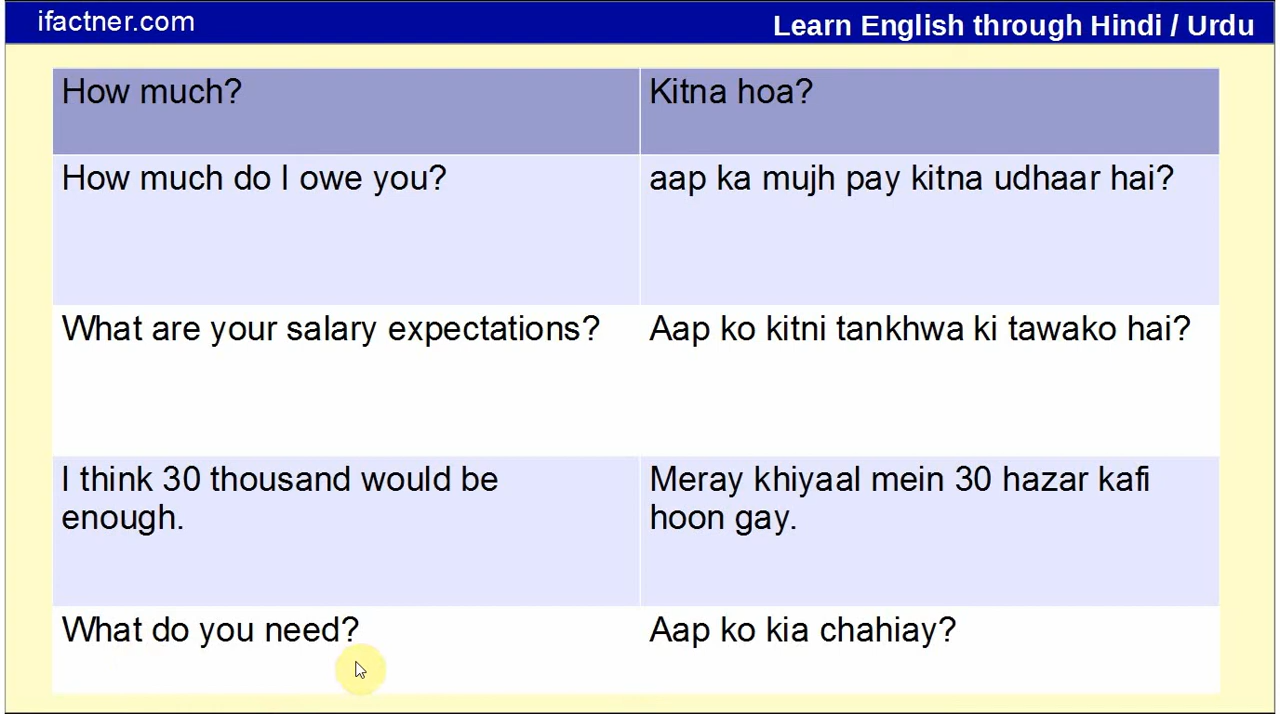 ifactner.com
Learn English through Hindi / Urdu
How much?
Kitna hoa?
How much do I owe you?
aap ka mujh pay kitna udhaar hai?
What are your salary expectations?
Aap ko kitni tankhwa ki tawako hai?
I think 30 thousand would be
enough.
Meray khiyaal mein 30 hazar kafi
hoon gay.
What do you need?
Aap ko kia chahiay?